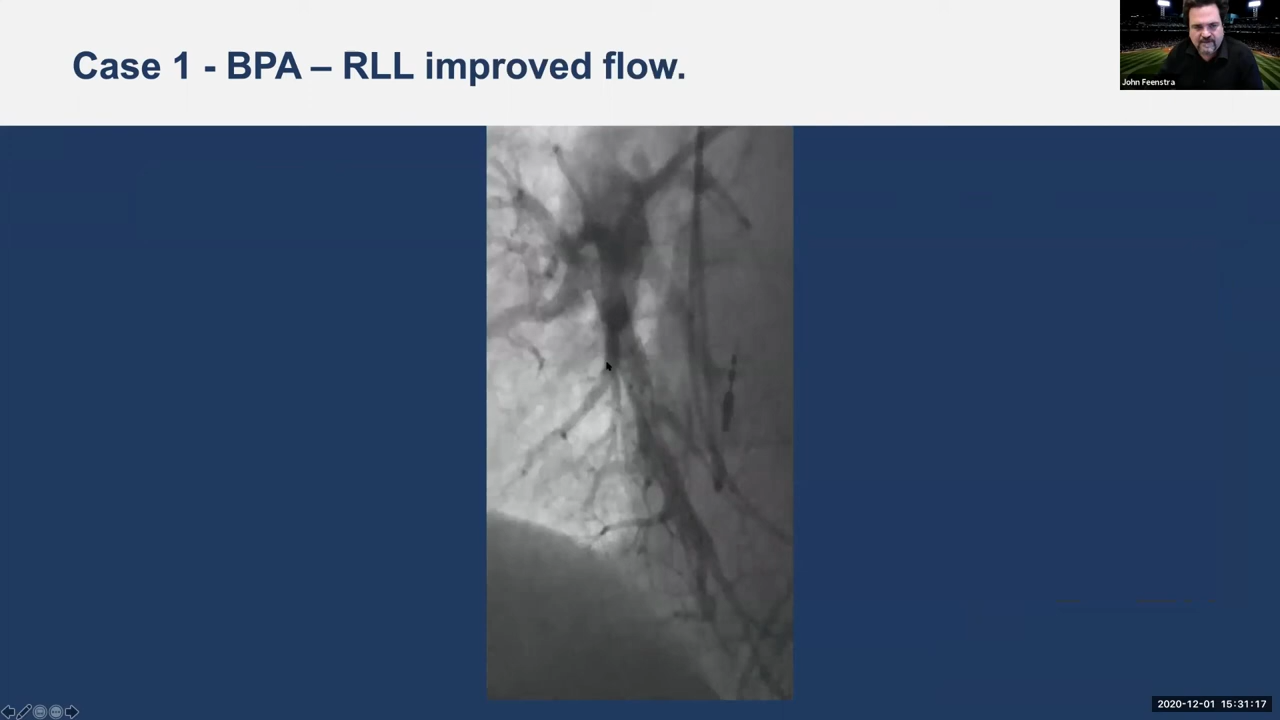 Case 1 - BPA – RLL improved flow.
John Feenstra
2020-12-01 15:31:17